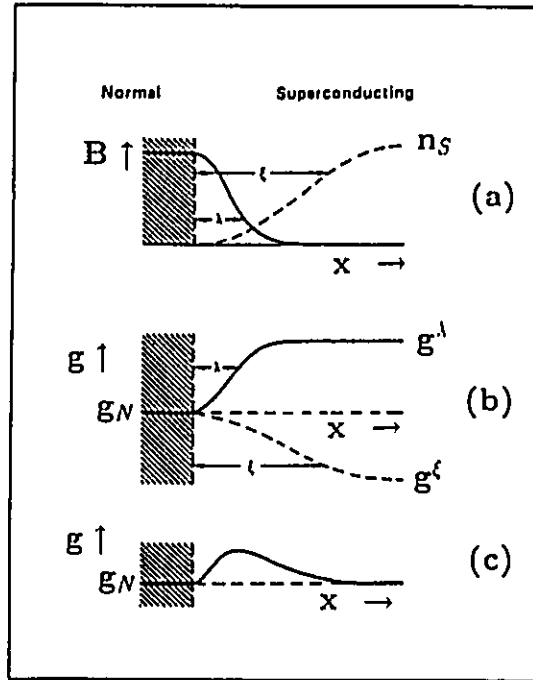 Normal Superconducting
B ↑ ξ n_S
λ (a)
x →
g ↑ λ g^λ
g_N x → (b)
ξ g^ξ
g ↑
g_N x → (c)